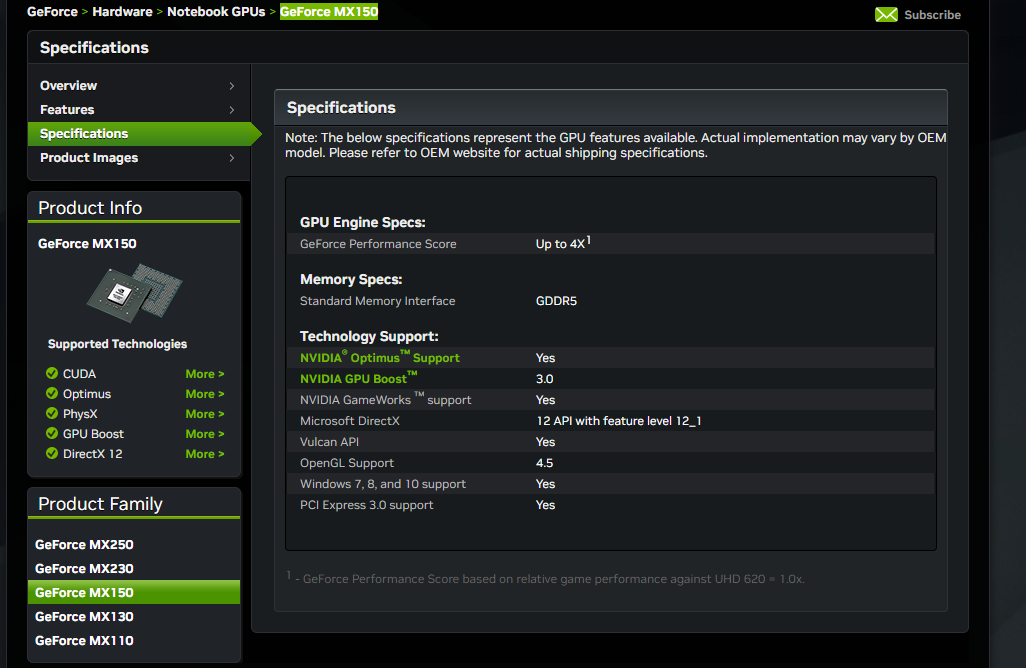 GeForce > Hardware > Notebook GPUs > GeForce MX150
Subscribe
Specifications
Overview
Features
Specifications
Product Images
Product Info
GeForce MX150
Supported Technologies
CUDA More >
Optimus More >
PhysX More >
GPU Boost More >
DirectX 12 More >
Product Family
GeForce MX250
GeForce MX230
GeForce MX150
GeForce MX130
GeForce MX110
Specifications
Note: The below specifications represent the GPU features available. Actual implementation may vary by OEM
model. Please refer to OEM website for actual shipping specifications.
GPU Engine Specs:
GeForce Performance Score Up to 4X¹
Memory Specs:
Standard Memory Interface GDDR5
Technology Support:
NVIDIA® Optimus™ Support Yes
NVIDIA GPU Boost™ 3.0
NVIDIA GameWorks ™ support Yes
Microsoft DirectX 12 API with feature level 12_1
Vulcan API Yes
OpenGL Support 4.5
Windows 7, 8, and 10 support Yes
PCI Express 3.0 support Yes
¹ - GeForce Performance Score based on relative game performance against UHD 620 = 1.0x.